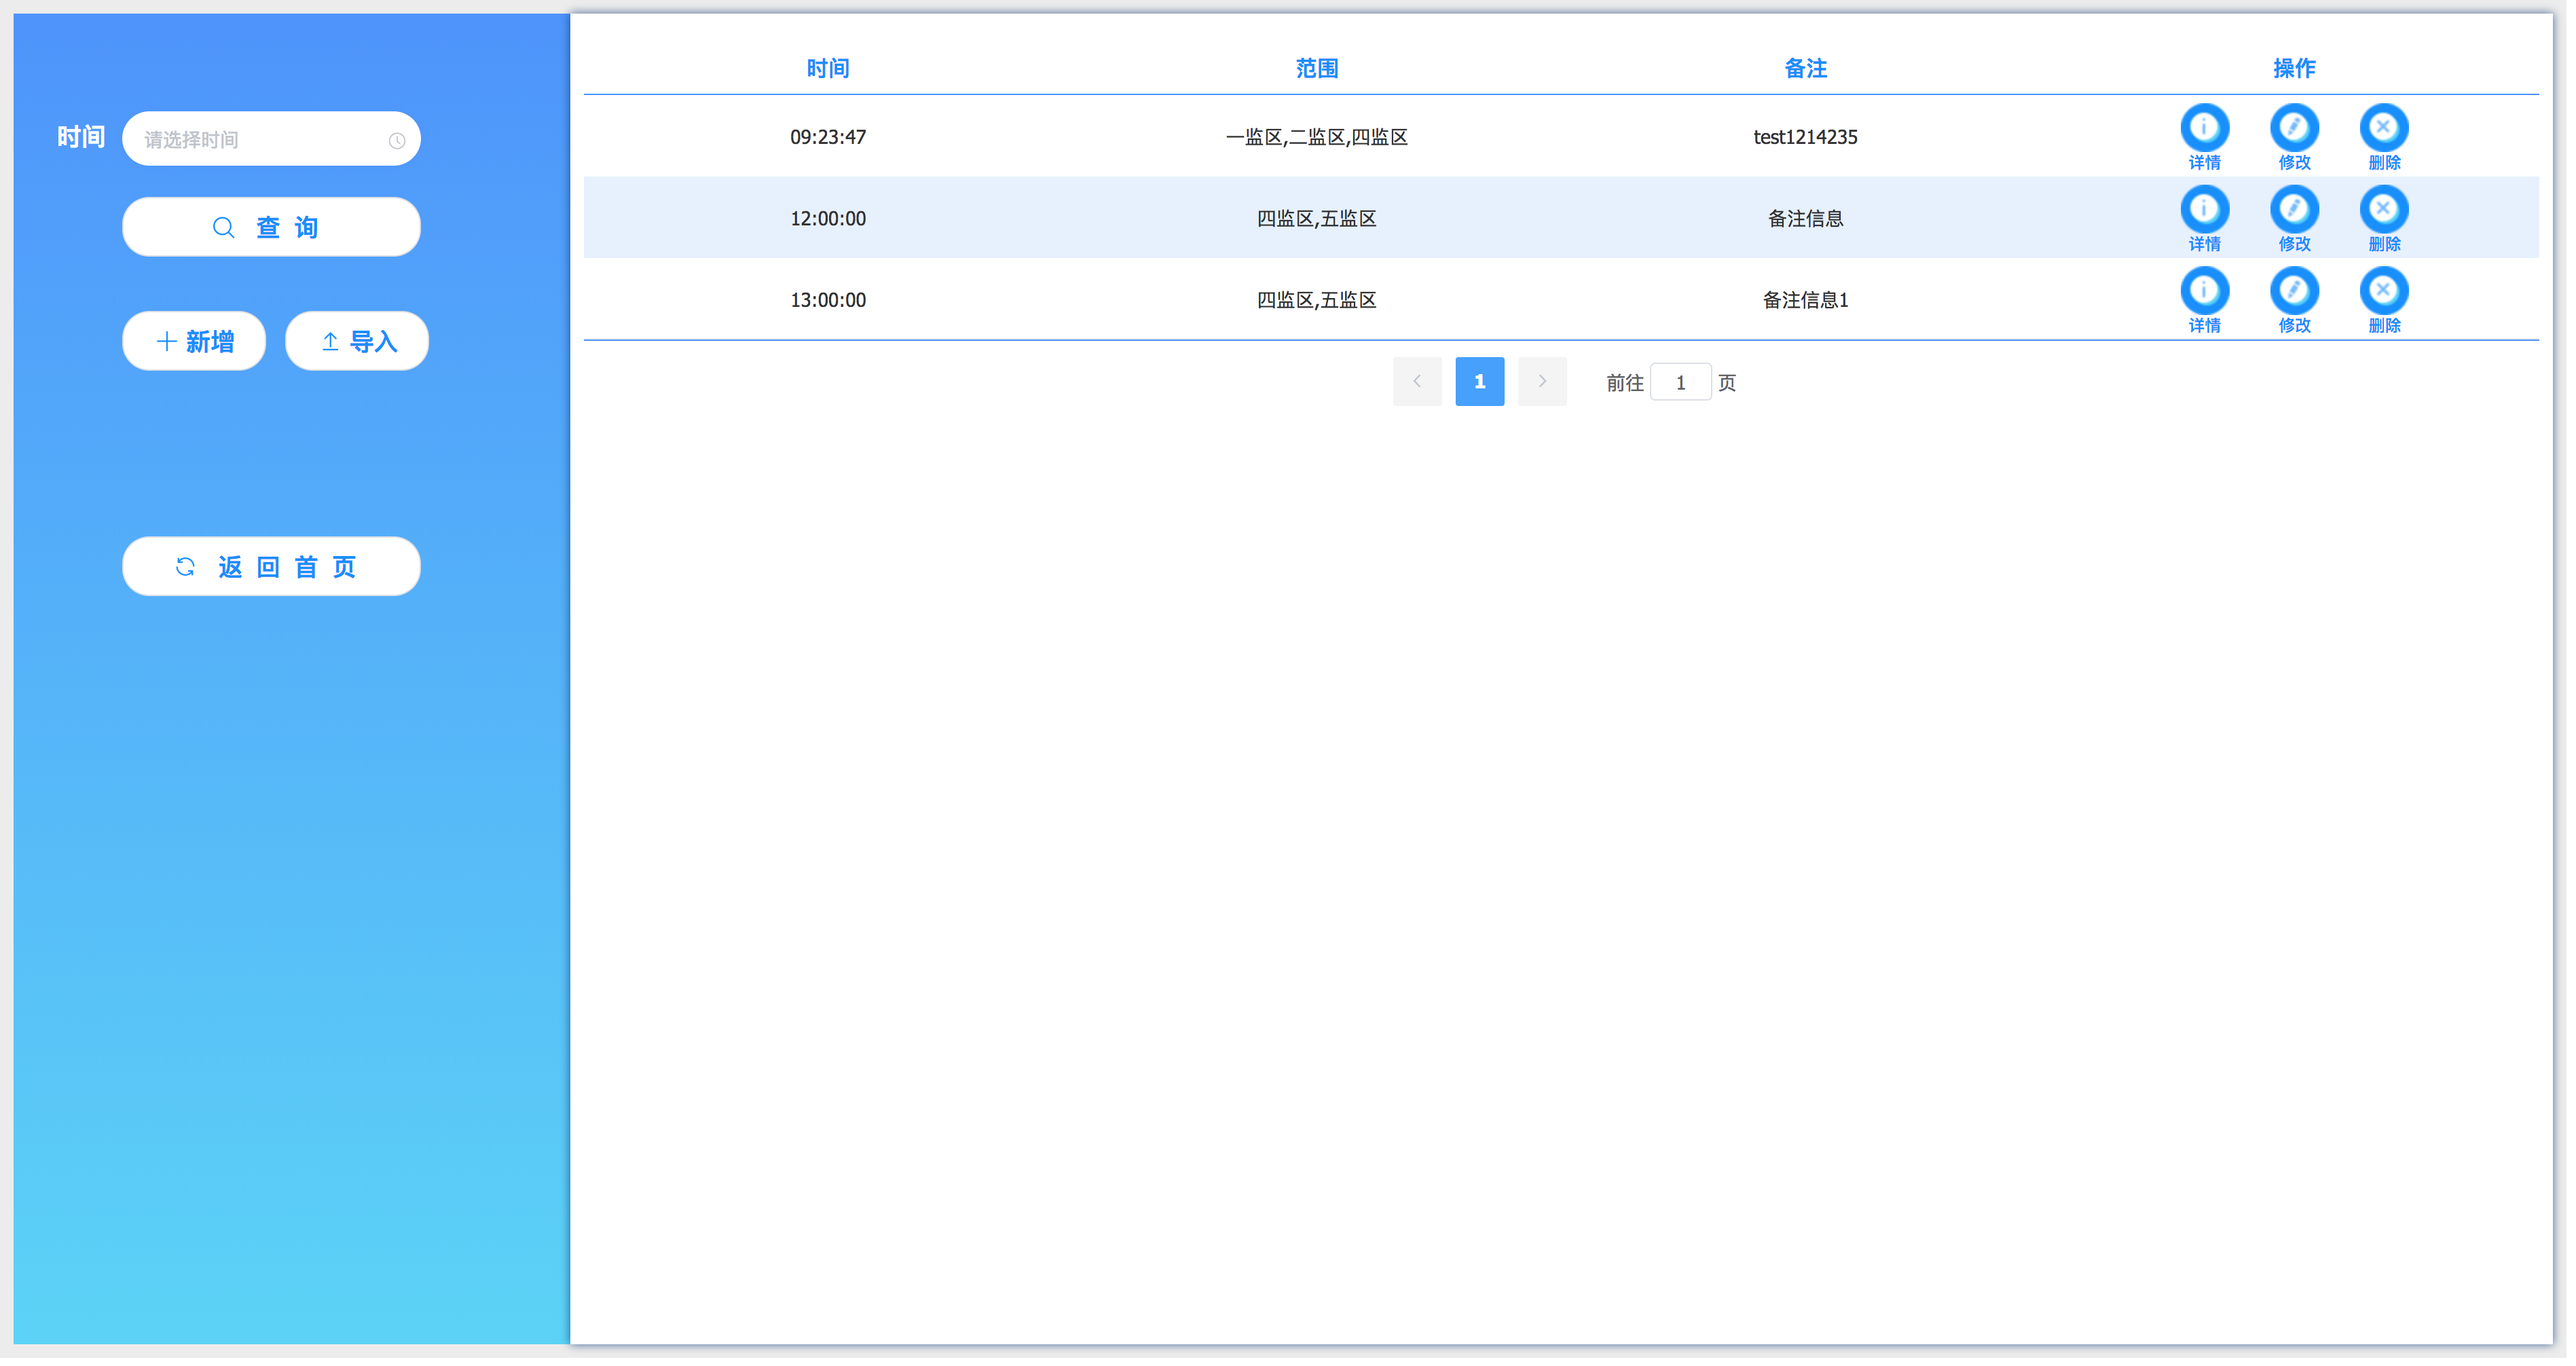 时间
请选择时间
查 询
新增
导入
返 回 首 页
时间 范围 备注 操作
09:23:47 一监区,二监区,四监区 test1214235
详情 修改 删除
12:00:00 四监区,五监区 备注信息
详情 修改 删除
13:00:00 四监区,五监区 备注信息1
详情 修改 删除
1 前往 1 页